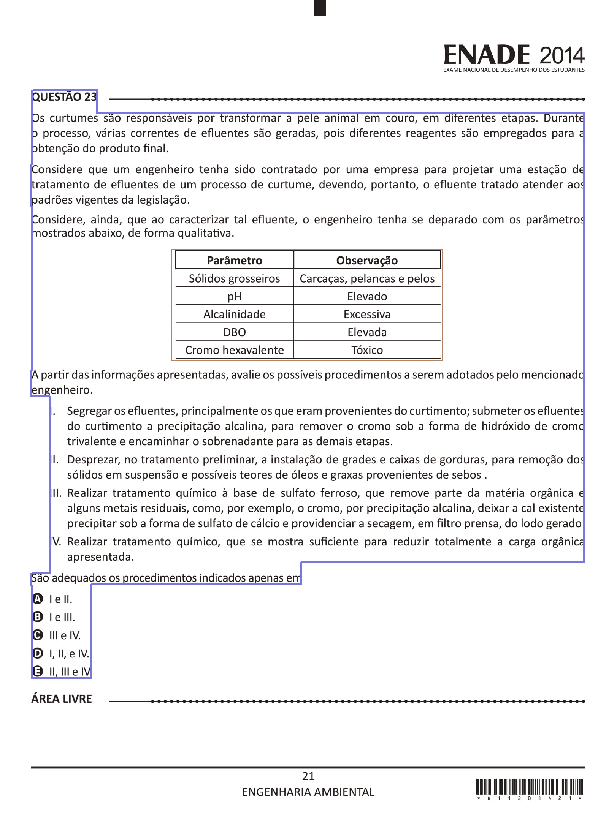 ENADE 2014
EXAME NACIONAL DE DESEMPENHO DOS ESTUDANTES
QUESTÃO 23
Os curtumes são responsáveis por transformar a pele animal em couro, em diferentes etapas. Durante
o processo, várias correntes de efluentes são geradas, pois diferentes reagentes são empregados para a
obtenção do produto final.
Considere que um engenheiro tenha sido contratado por uma empresa para projetar uma estação de
tratamento de efluentes de um processo de curtume, devendo, portanto, o efluente tratado atender aos
padrões vigentes da legislação.
Considere, ainda, que ao caracterizar tal efluente, o engenheiro tenha se deparado com os parâmetros
mostrados abaixo, de forma qualitativa.
Parâmetro Observação
Sólidos grosseiros Carcaças, pelancas e pelos
pH Elevado
Alcalinidade Excessiva
DBO Elevada
Cromo hexavalente Tóxico
A partir das informações apresentadas, avalie os possíveis procedimentos a serem adotados pelo mencionado
engenheiro.
I. Segregar os efluentes, principalmente os que eram provenientes do curtimento; submeter os efluentes
do curtimento a precipitação alcalina, para remover o cromo sob a forma de hidróxido de cromo
trivalente e encaminhar o sobrenadante para as demais etapas.
II. Desprezar, no tratamento preliminar, a instalação de grades e caixas de gorduras, para remoção dos
sólidos em suspensão e possíveis teores de óleos e graxas provenientes de sebos .
III. Realizar tratamento químico à base de sulfato ferroso, que remove parte da matéria orgânica e
alguns metais residuais, como, por exemplo, o cromo, por precipitação alcalina, deixar a cal existente
precipitar sob a forma de sulfato de cálcio e providenciar a secagem, em filtro prensa, do lodo gerado.
IV. Realizar tratamento químico, que se mostra suficiente para reduzir totalmente a carga orgânica
apresentada.
São adequados os procedimentos indicados apenas em
A I e II.
B I e III.
C III e IV.
D I, II, e IV.
E II, III e IV.
ÁREA LIVRE
21
ENGENHARIA AMBIENTAL